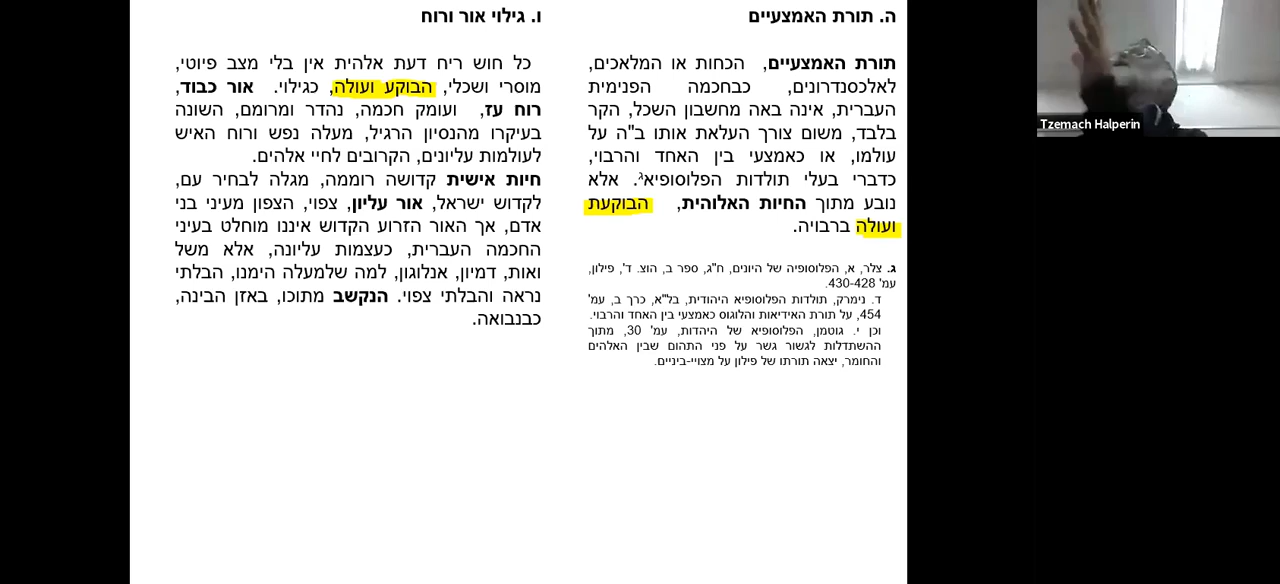 ה. תורת האמצעיים
תורת האמצעיים, הכחות או המלאכים,
לאלכסנדרונים, כבחכמה הפנימית
העברית, אינה באה מחשבון השכל, הקר
בלבד, משום צורך העלאת אותו ב"ה על
עולמו, או כאמצעי בין האחד והרבוי,
כדברי בעלי תולדות הפלוסופיאג. אלא
נובע מתוך החיות האלוהית, הבוקעת
ועולה ברבויה.
ג. צלר, א, הפלוסופיה של היונים, ח"ג, ספר ב, הוצ. ד', פילון,
עמ' 430-428.
ד. נימרק, תולדות הפלוסופיא היהודית, בל"א, כרך ב, עמ'
454, על תורת האידיאות והלוגוס כאמצעי בין האחד והרבוי.
וכן י. גוטמן, הפלוסופיא של היהדות, עמ' 30, מתוך
ההשתדלות לגשור גשר על פני התהום שבין האלהים
והחומר, יצאה תורתו של פילון על מצויי-ביניים.
ו. גילוי אור ורוח
כל חוש ריח דעת אלהית אין בלי מצב פיוטי,
מוסרי ושכלי, הבוקע ועולה, כגילוי. אור כבוד,
רוח עז, ועומק חכמה, נהדר ומרומם, השונה
בעיקרו מהנסיון הרגיל, מעלה נפש ורוח האיש
לעולמות עליונים, הקרובים לחיי אלהים.
חיות אישית קדושה רוממה, מגלה לבחיר עם,
לקדוש ישראל, אור עליון, צפוי, הצפון מעיני בני
אדם, אך האור הזרוע הקדוש איננו מוחלט בעיני
החכמה העברית, כעצמות עליונה, אלא משל
ואות, דמיון, אנלוגון, למה שלמעלה הימנו, הבלתי
נראה והבלתי צפוי. הנקשב מתוכו, באזן הבינה,
כבנבואה.
Tzemach Halperin